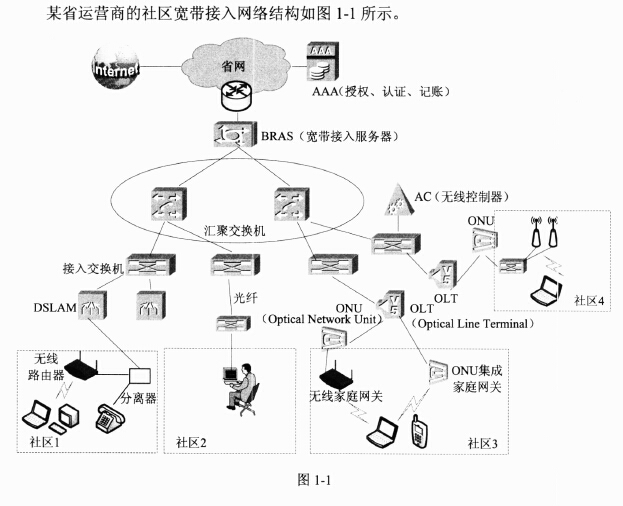 某省运营商的社区宽带接入网络结构如图 1-1 所示。
Internet
省网
AAA
AAA（授权、认证、记账）
BRAS（宽带接入服务器）
AC（无线控制器）
ONU
汇聚交换机
接入交换机
光纤
OLT
社区4
DSLAM
ONU
(Optical Network Unit)
OLT
(Optical Line Terminal)
无线
路由器
分离器
无线家庭网关
ONU集成
家庭网关
社区1
社区2
社区3
图 1-1